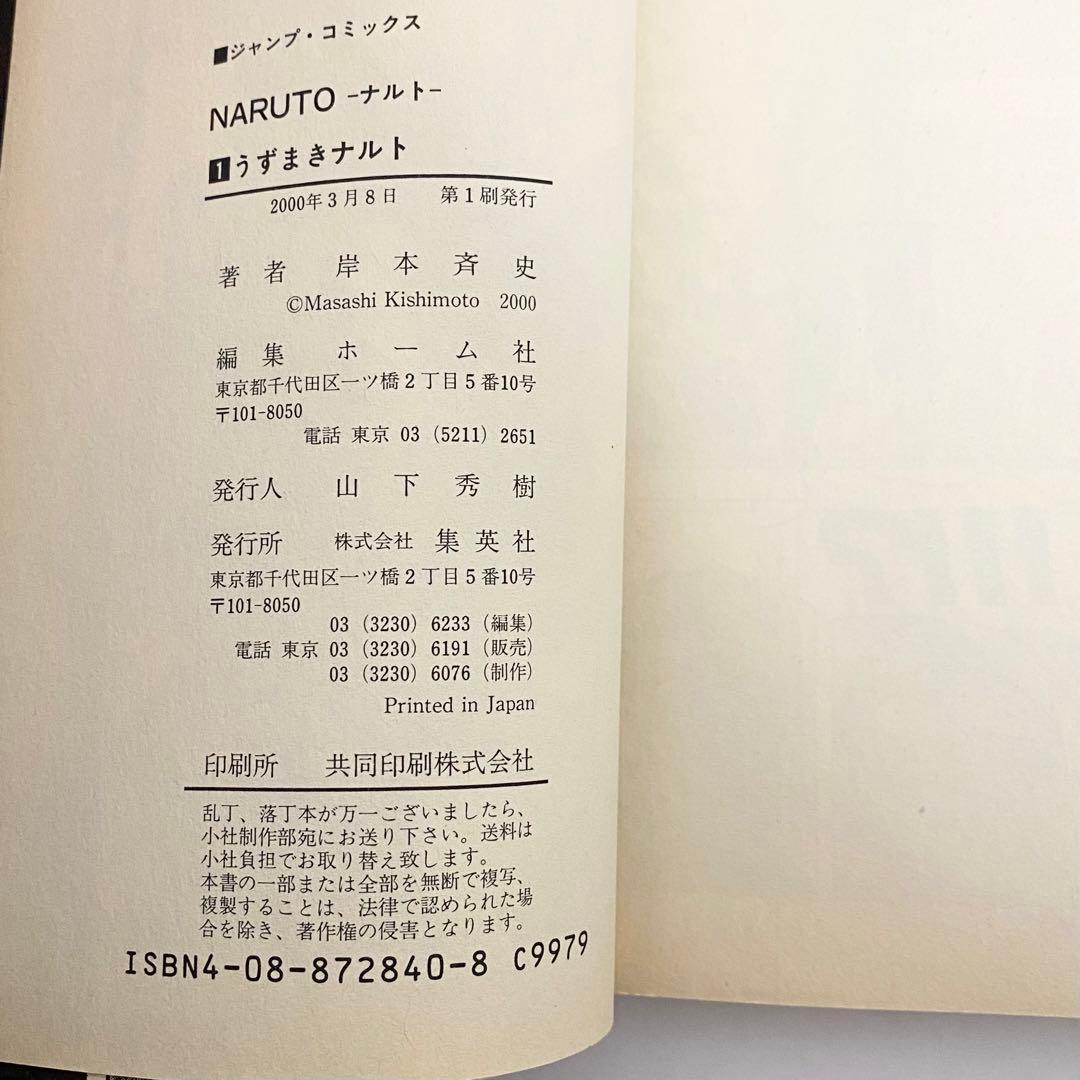 ■ジャンプ・コミックス
NARUTO −ナルト−
1 うずまきナルト
2000年3月8日 第1刷発行
著者 岸本斉史
©Masashi Kishimoto 2000
編集 ホーム社
東京都千代田区一ツ橋2丁目5番10号
〒101-8050
電話 東京 03 (5211) 2651
発行人 山下秀樹
発行所 株式会社 集英社
東京都千代田区一ツ橋2丁目5番10号
〒101-8050
03 (3230) 6233 (編集)
電話 東京 03 (3230) 6191 (販売)
03 (3230) 6076 (制作)
Printed in Japan
印刷所 共同印刷株式会社
乱丁、落丁本が万一ございましたら、
小社制作部宛にお送り下さい。送料は
小社負担でお取り替え致します。
本書の一部または全部を無断で複写、
複製することは、法律で認められた場
合を除き、著作権の侵害となります。
ISBN4-08-872840-8 C9979